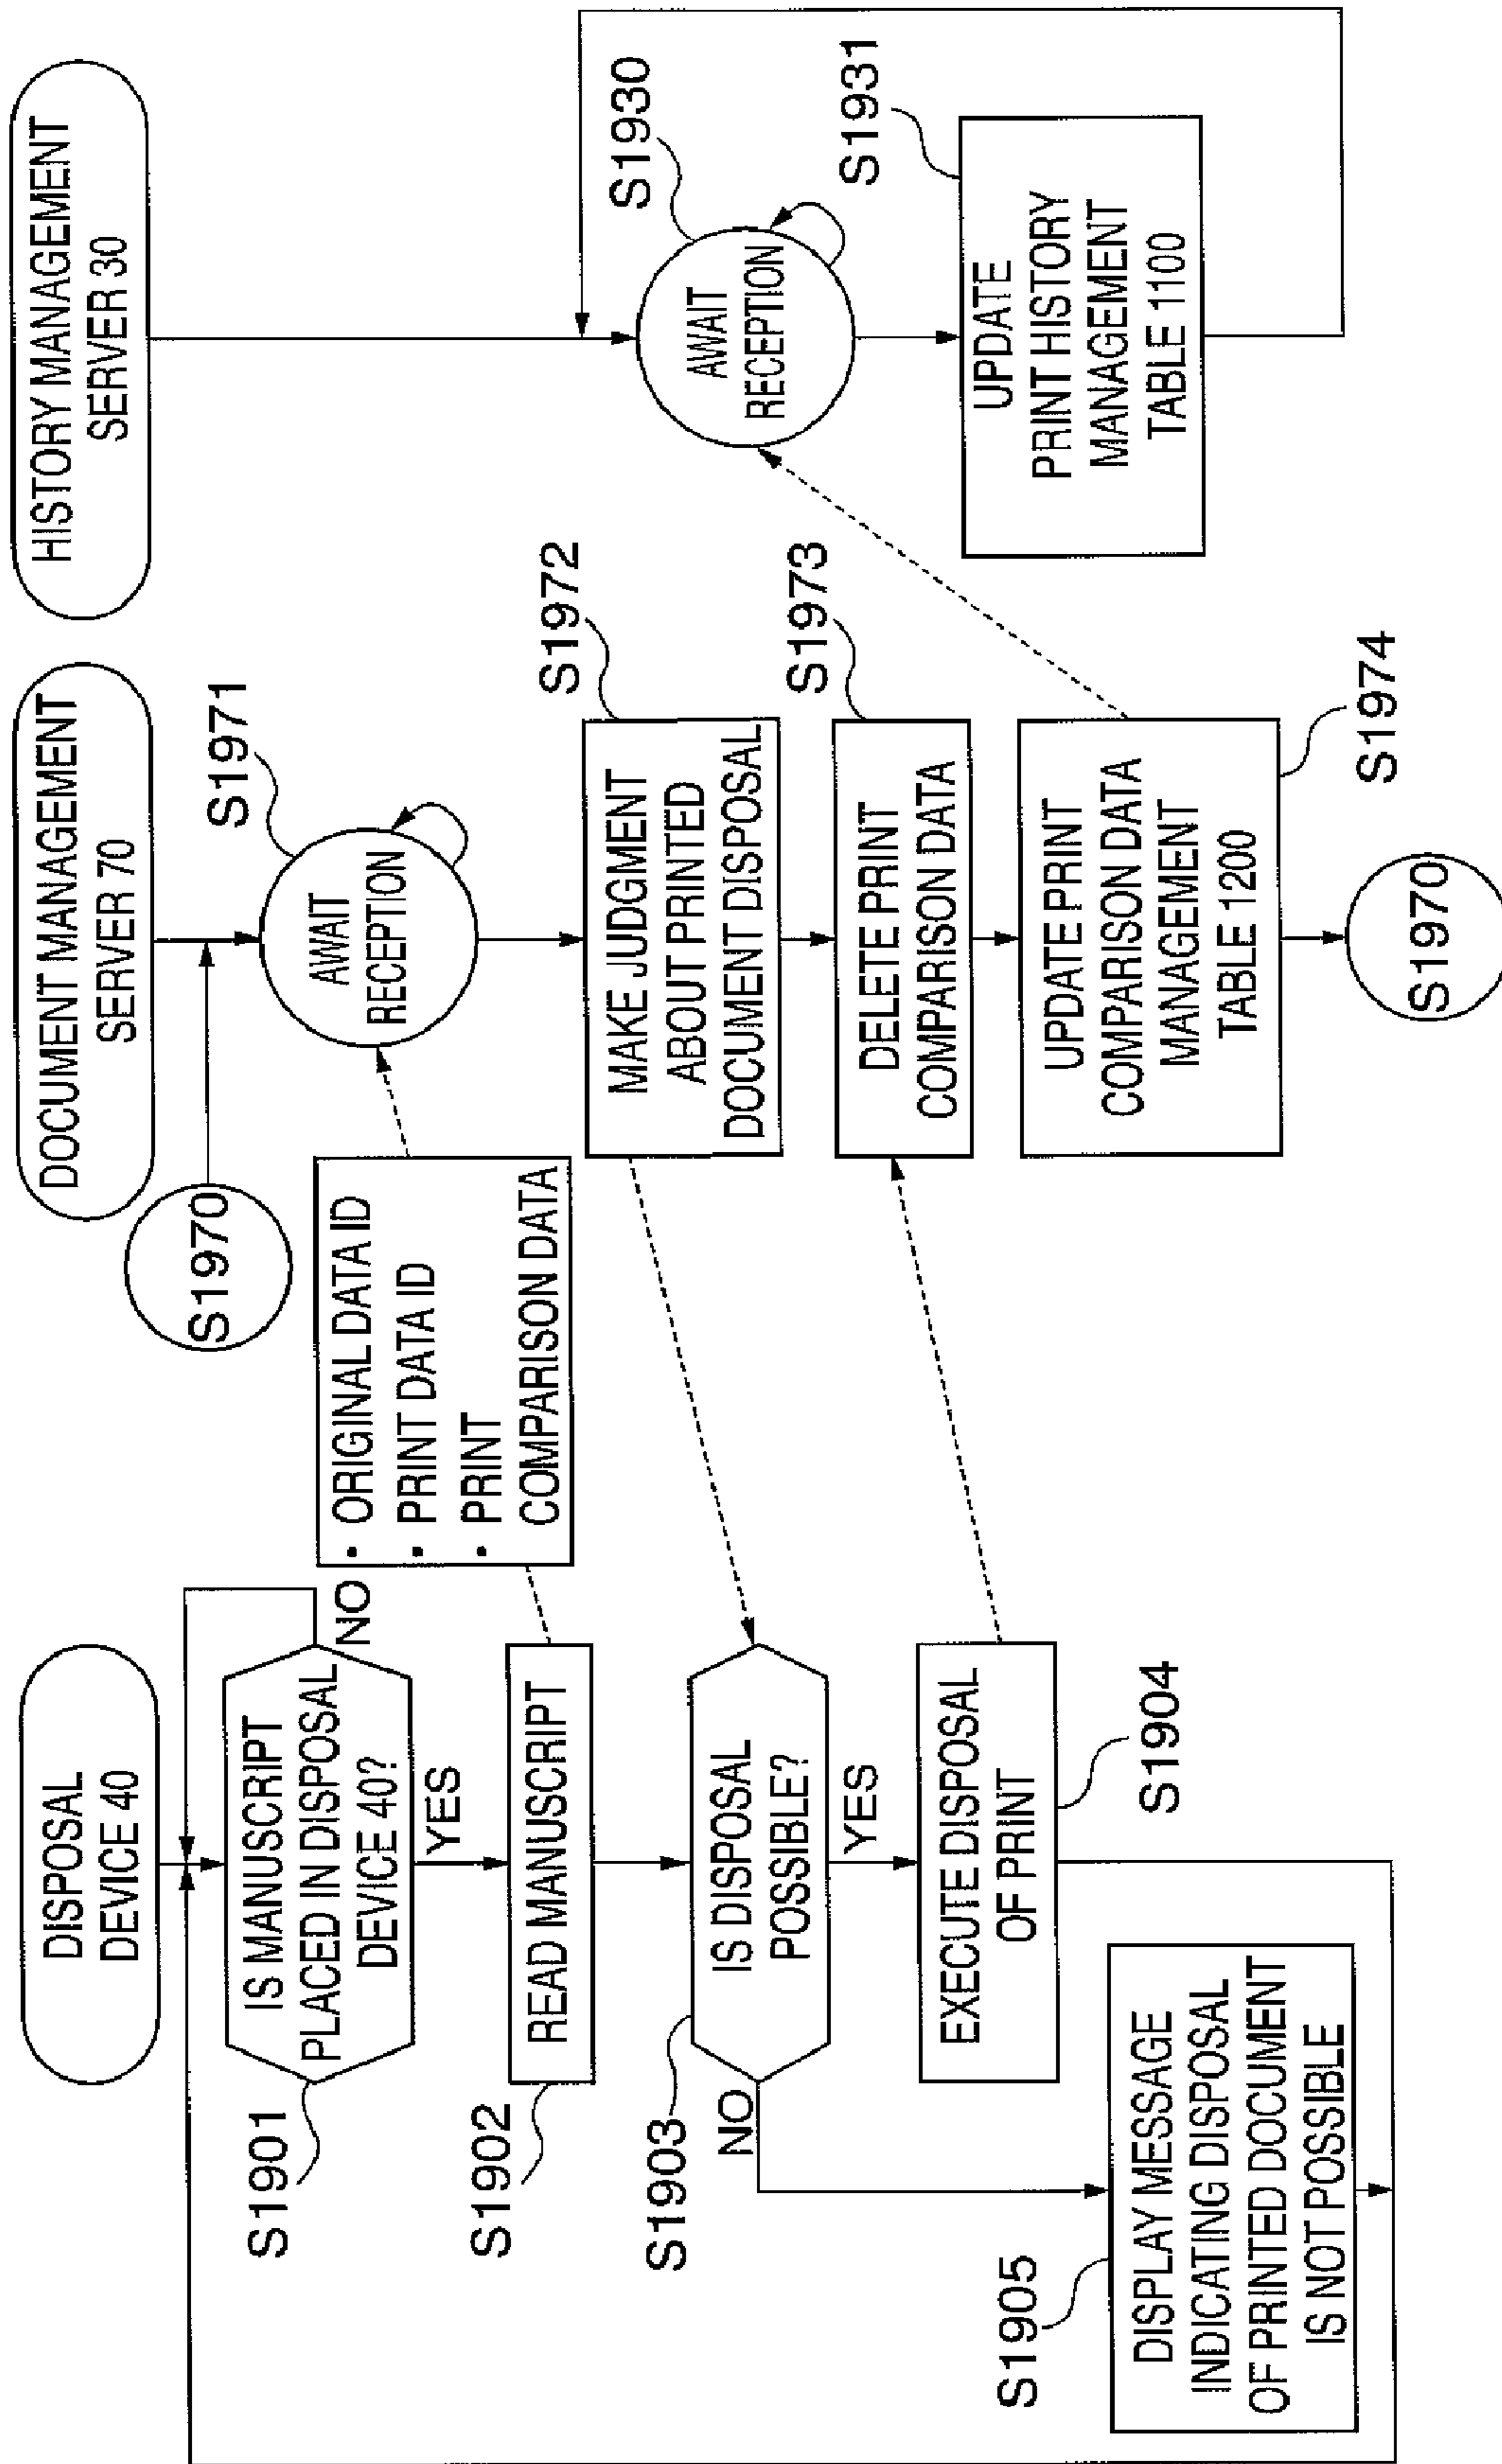 DISPOSAL
DEVICE 40
S1901
IS MANUSCRIPT
PLACED IN DISPOSAL
DEVICE 40?
NO
YES
S1902
READ MANUSCRIPT
S1903
IS DISPOSAL
POSSIBLE?
NO
YES
EXECUTE DISPOSAL
OF PRINT
S1904
S1905
DISPLAY MESSAGE
INDICATING DISPOSAL
OF PRINTED DOCUMENT
IS NOT POSSIBLE
• ORIGINAL DATA ID
• PRINT DATA ID
• PRINT
COMPARISON DATA
DOCUMENT MANAGEMENT
SERVER 70
S1970
S1971
AWAIT
RECEPTION
S1972
MAKE JUDGMENT
ABOUT PRINTED
DOCUMENT DISPOSAL
S1973
DELETE PRINT
COMPARISON DATA
UPDATE PRINT
COMPARISON DATA
MANAGEMENT
TABLE 1200
S1974
S1970
HISTORY MANAGEMENT
SERVER 30
S1930
AWAIT
RECEPTION
S1931
UPDATE
PRINT HISTORY
MANAGEMENT
TABLE 1100